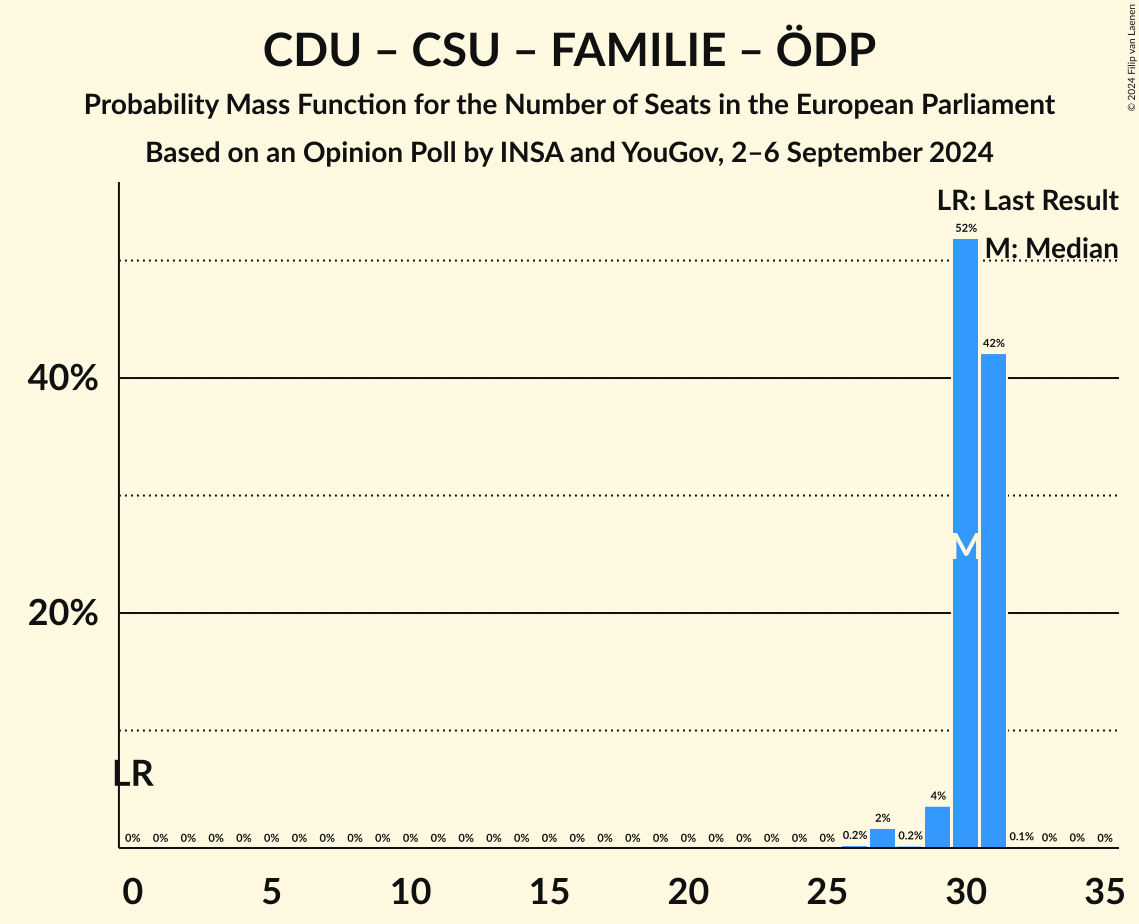 CDU – CSU – FAMILIE – ÖDP
Probability Mass Function for the Number of Seats in the European Parliament
Based on an Opinion Poll by INSA and YouGov, 2–6 September 2024
© 2024 Filip van Laenen
LR: Last Result
M: Median
52%
42%
40%
20%
M
LR
0% 0% 0% 0% 0% 0% 0% 0% 0% 0% 0% 0% 0% 0% 0% 0% 0% 0% 0% 0% 0% 0% 0% 0% 0% 0% 0.2% 2% 0.2% 4% 0.1% 0% 0% 0%
0 5 10 15 20 25 30 35